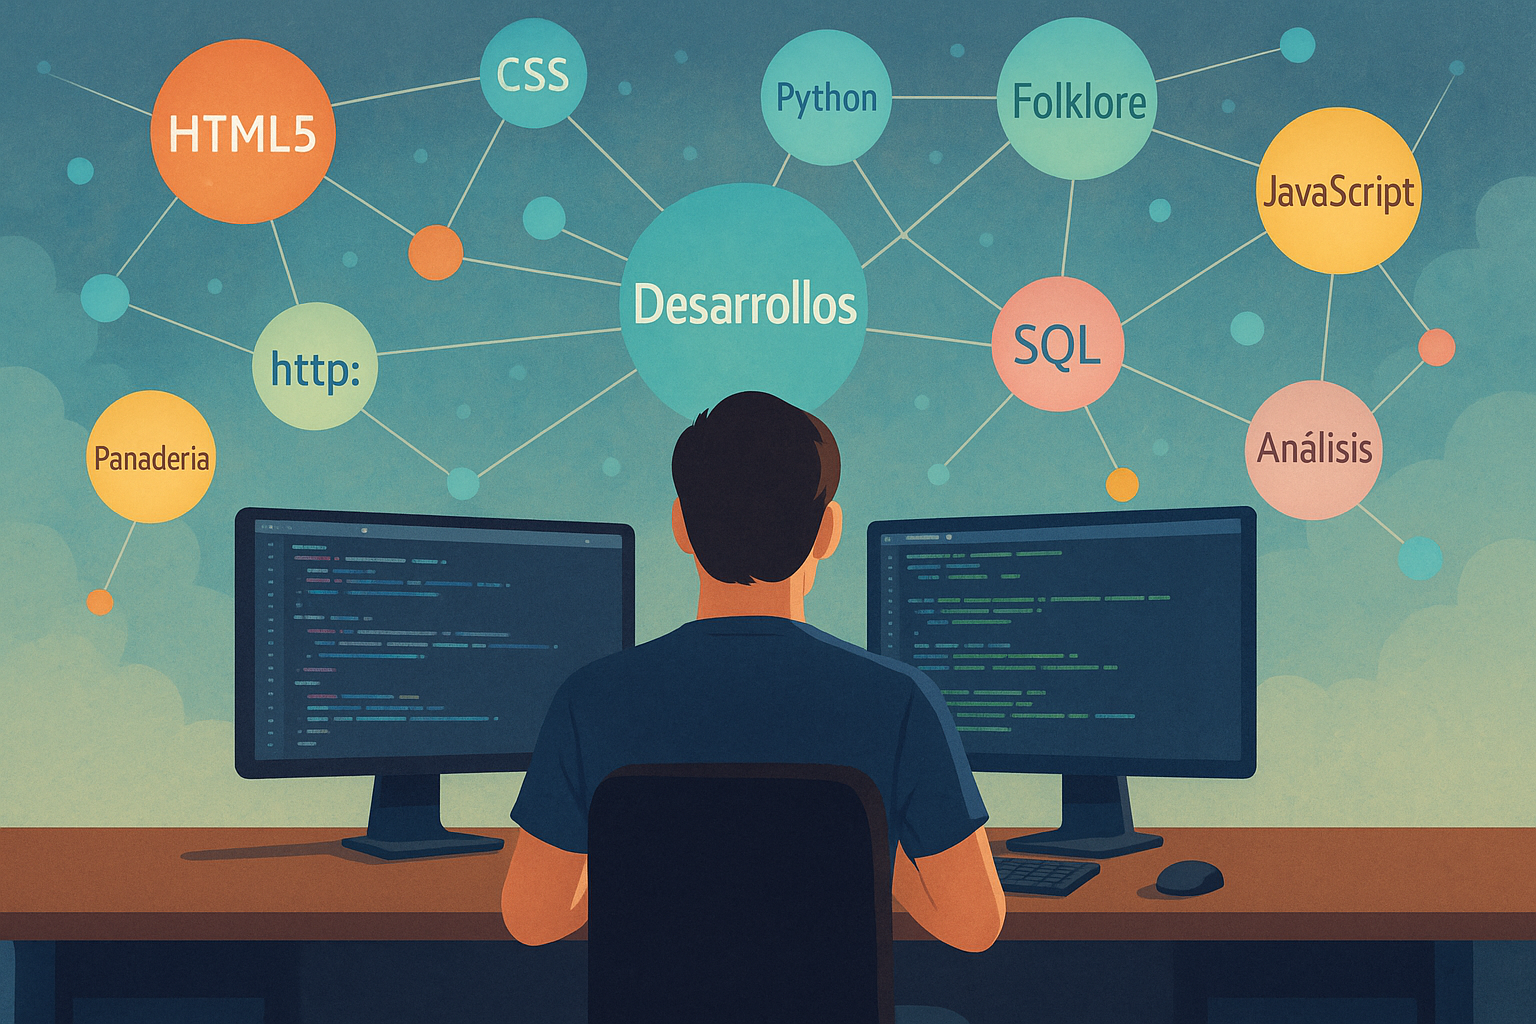 HTML5
CSS
Python
Folklore
JavaScript
Desarrollos
http:
SQL
Panaderia
Análisis